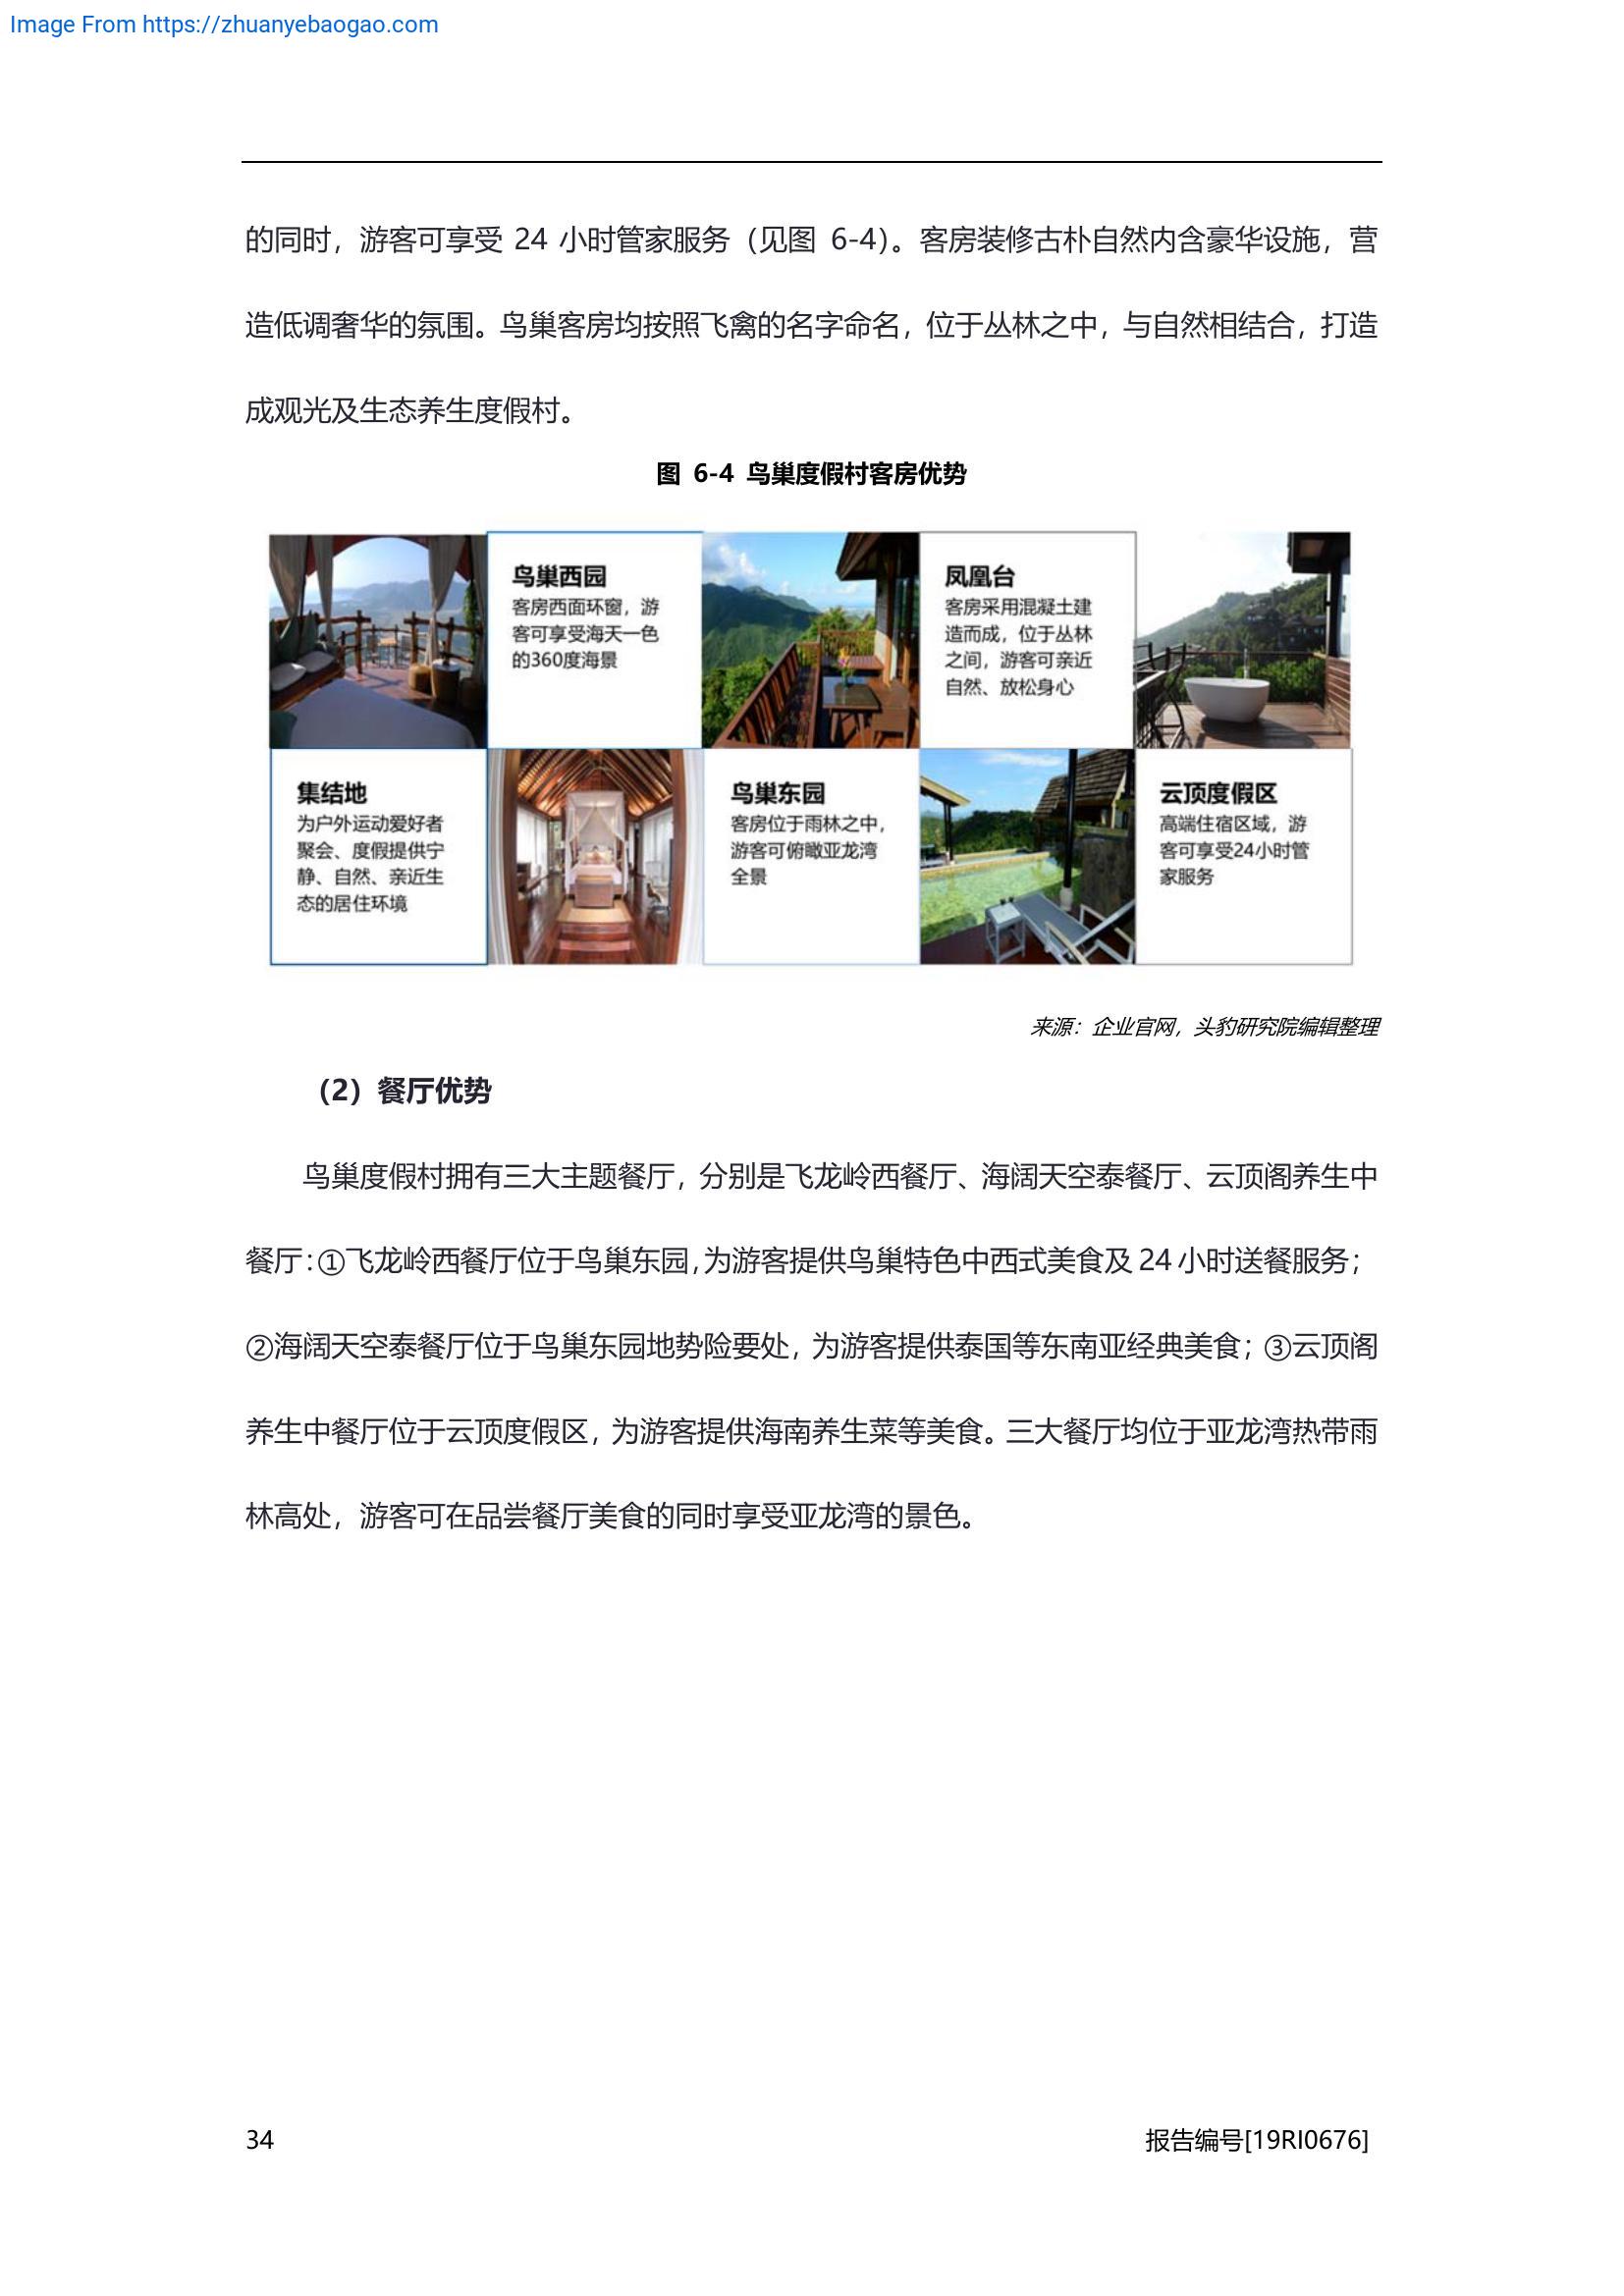 Image From https://zhuanyebaogao.com
的同时，游客可享受 24 小时管家服务（见图 6-4）。客房装修古朴自然内含豪华设施，营
造低调奢华的氛围。鸟巢客房均按照飞禽的名字命名，位于丛林之中，与自然相结合，打造
成观光及生态养生度假村。
图 6-4 鸟巢度假村客房优势
鸟巢西园
客房西面环窗，游
客可享受海天一色
的360度海景
凤凰台
客房采用混凝土建
造而成，位于丛林
之间，游客可亲近
自然、放松身心
集结地
为户外运动爱好者
聚会、度假提供宁
静、自然、亲近生
态的居住环境
鸟巢东园
客房位于雨林之中，
游客可俯瞰亚龙湾
全景
云顶度假区
高端住宿区域，游
客可享受24小时管
家服务
来源：企业官网，头豹研究院编辑整理
（2）餐厅优势
鸟巢度假村拥有三大主题餐厅，分别是飞龙岭西餐厅、海阔天空泰餐厅、云顶阁养生中
餐厅：①飞龙岭西餐厅位于鸟巢东园，为游客提供鸟巢特色中西式美食及 24 小时送餐服务；
②海阔天空泰餐厅位于鸟巢东园地势险要处，为游客提供泰国等东南亚经典美食；③云顶阁
养生中餐厅位于云顶度假区，为游客提供海南养生菜等美食。三大餐厅均位于亚龙湾热带雨
林高处，游客可在品尝餐厅美食的同时享受亚龙湾的景色。
34
报告编号[19RI0676]